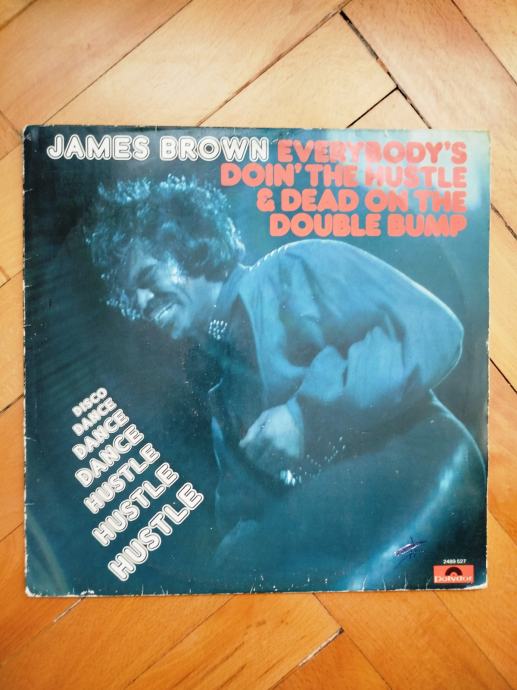 JAMES BROWN EVERYBODY'S
DOIN' THE HUSTLE
& DEAD ON THE
DOUBLE BUMP
DISCO
DANCE
DANCE
DANCE
HUSTLE
HUSTLE
HUSTLE
2489 527
polydor